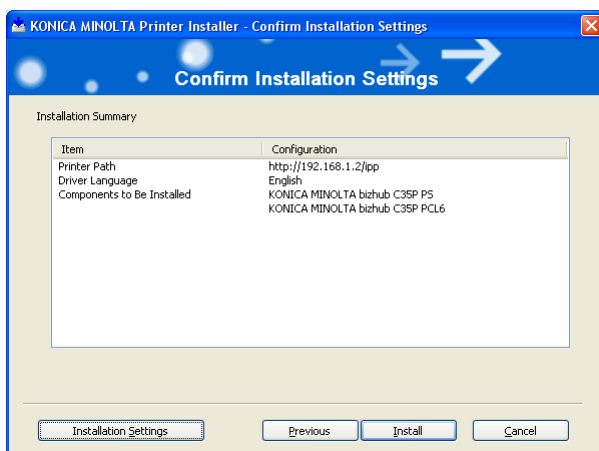 KONICA MINOLTA Printer Installer - Confirm Installation Settings
Confirm Installation Settings
Installation Summary
Item Configuration
Printer Path http://192.168.1.2/ipp
Driver Language English
Components to Be Installed KONICA MINOLTA bizhub C35P PS
KONICA MINOLTA bizhub C35P PCL6
Installation Settings Previous Install Cancel